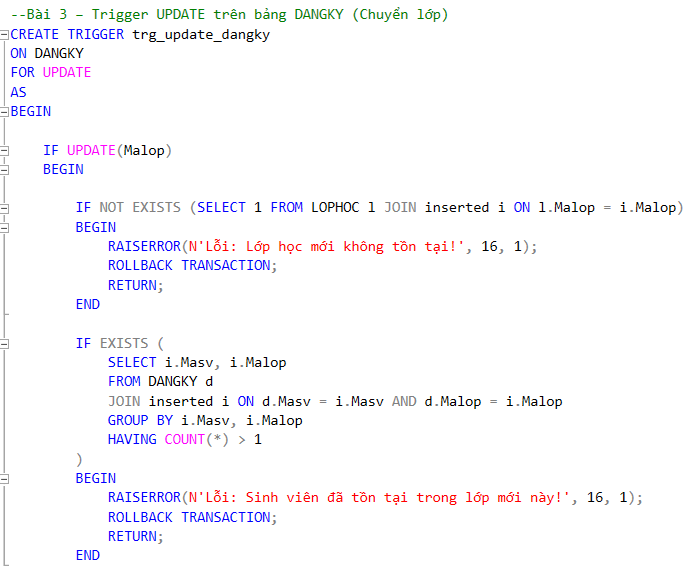 --Bài 3 – Trigger UPDATE trên bảng DANGKY (Chuyển lớp)
CREATE TRIGGER trg_update_dangky
ON DANGKY
FOR UPDATE
AS
BEGIN
IF UPDATE(Malop)
BEGIN
IF NOT EXISTS (SELECT 1 FROM LOPHOC l JOIN inserted i ON l.Malop = i.Malop)
BEGIN
RAISERROR(N'Lỗi: Lớp học mới không tồn tại!', 16, 1);
ROLLBACK TRANSACTION;
RETURN;
END
IF EXISTS (
SELECT i.Masv, i.Malop
FROM DANGKY d
JOIN inserted i ON d.Masv = i.Masv AND d.Malop = i.Malop
GROUP BY i.Masv, i.Malop
HAVING COUNT(*) > 1
)
BEGIN
RAISERROR(N'Lỗi: Sinh viên đã tồn tại trong lớp mới này!', 16, 1);
ROLLBACK TRANSACTION;
RETURN;
END